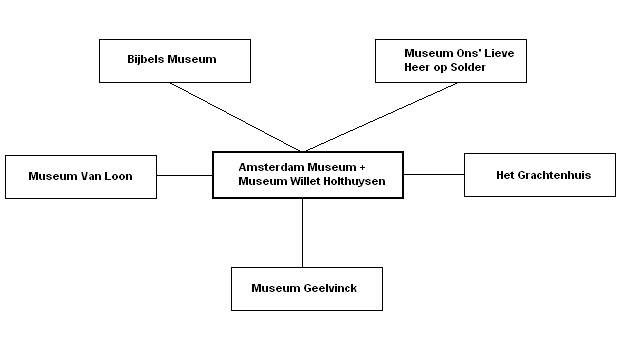 Bijbels Museum
Museum Ons' Lieve
Heer op Solder
Museum Van Loon
Amsterdam Museum +
Museum Willet Holthuysen
Het Grachtenhuis
Museum Geelvinck